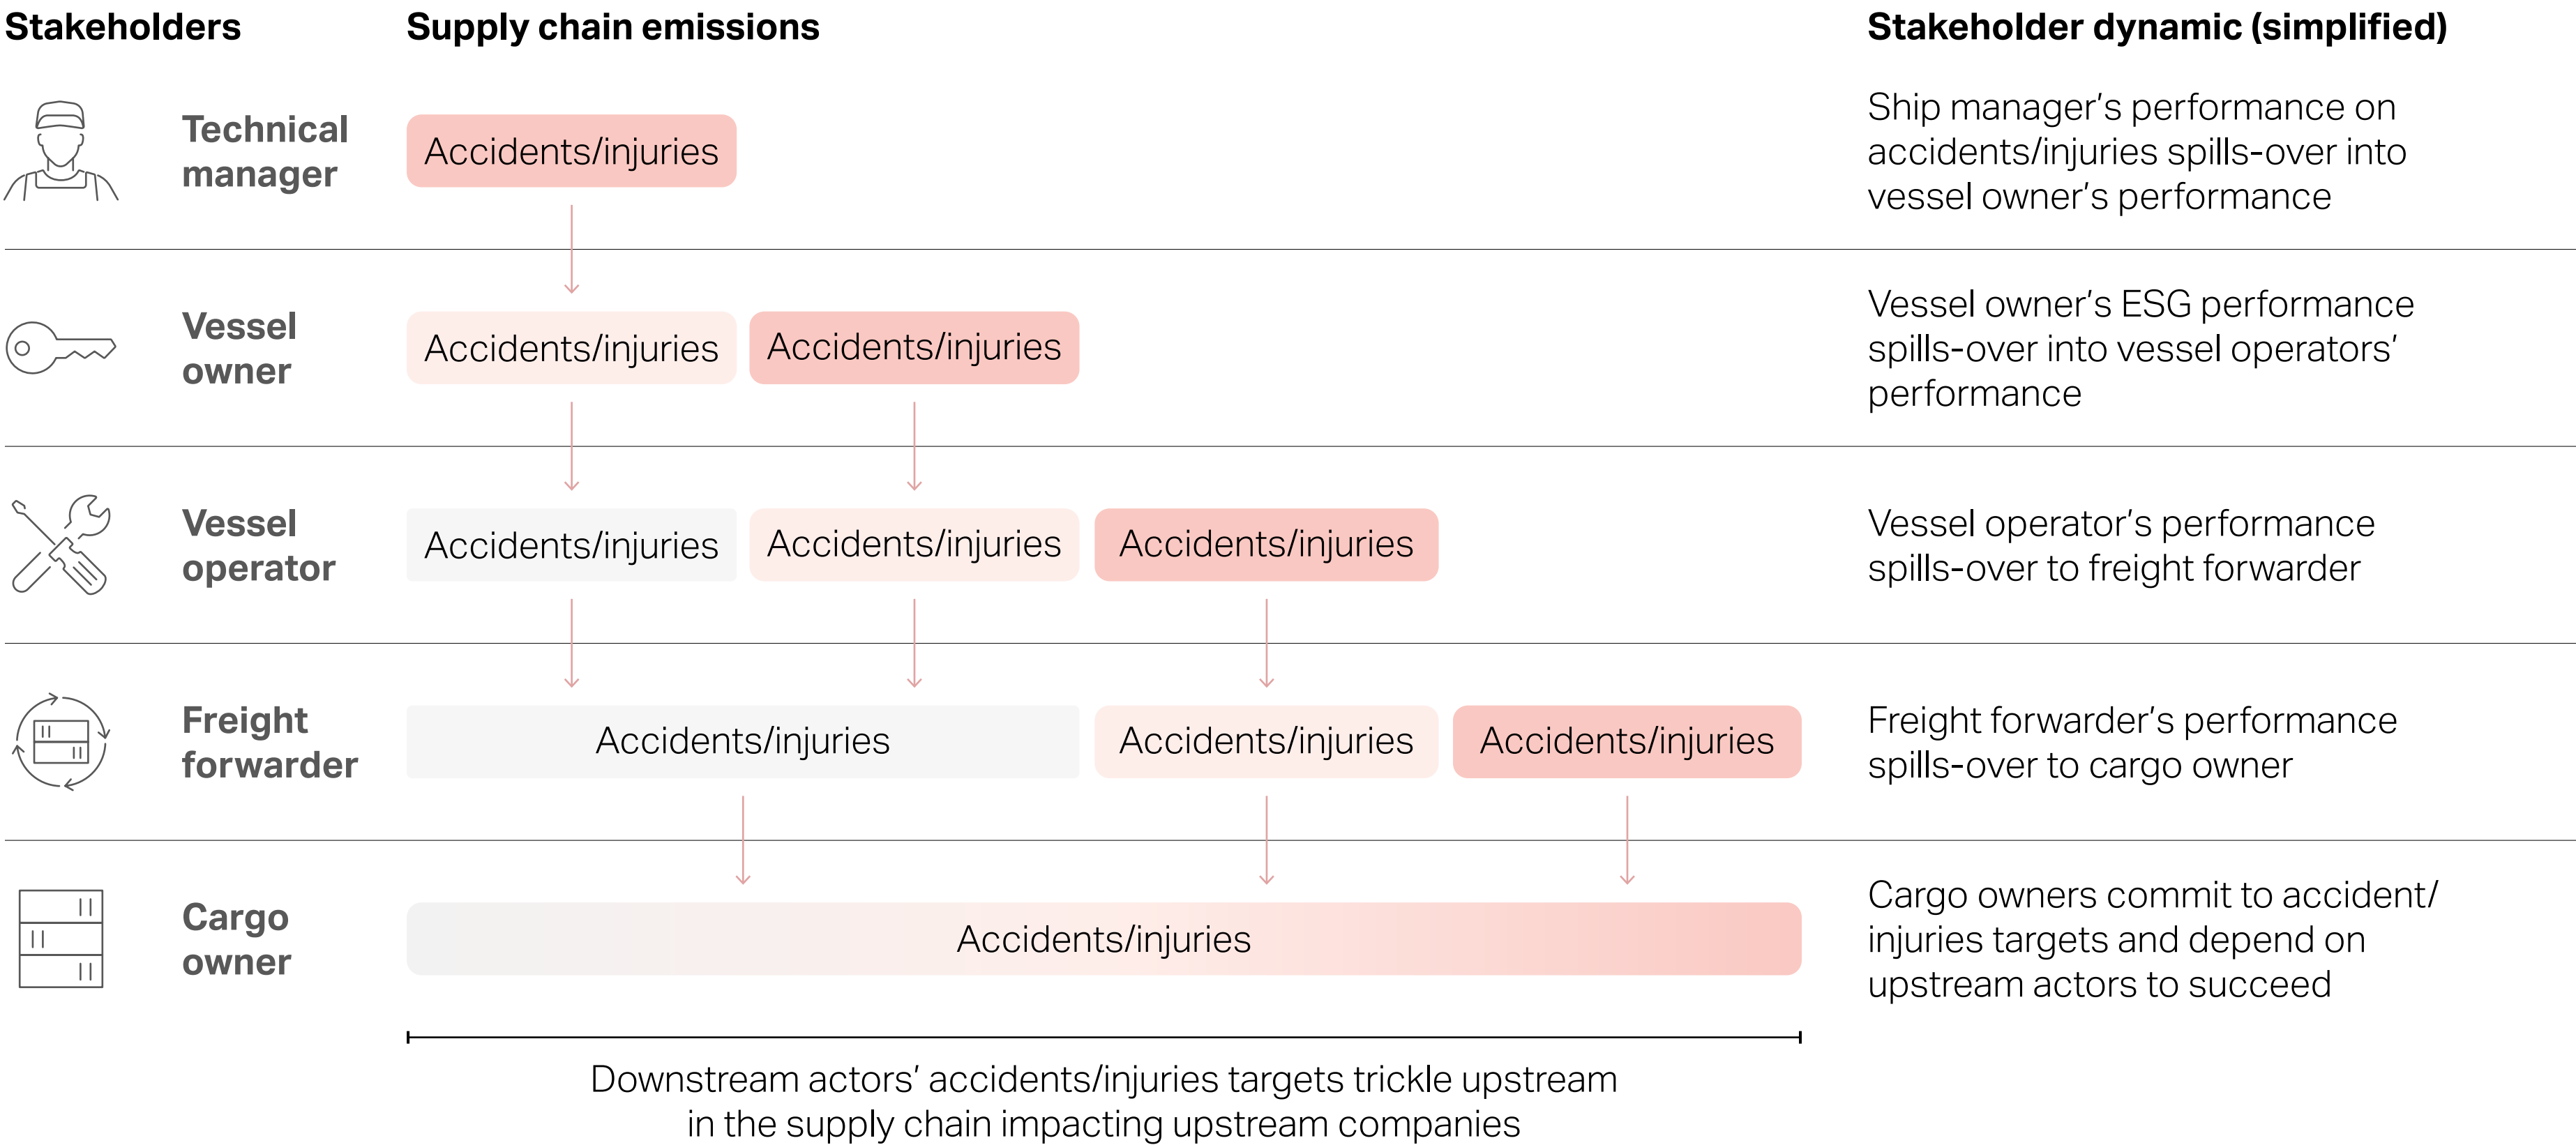 Stakeholders
Supply chain emissions
Stakeholder dynamic (simplified)
Technical
manager
Accidents/injuries
Ship manager's performance on
accidents/injuries spills-over into
vessel owner's performance
Vessel
owner
Accidents/injuries
Accidents/injuries
Vessel owner's ESG performance
spills-over into vessel operators'
performance
Vessel
operator
Accidents/injuries
Accidents/injuries
Accidents/injuries
Vessel operator's performance
spills-over to freight forwarder
Freight
forwarder
Accidents/injuries
Accidents/injuries
Accidents/injuries
Freight forwarder's performance
spills-over to cargo owner
Cargo
owner
Accidents/injuries
Cargo owners commit to accident/
injuries targets and depend on
upstream actors to succeed
Downstream actors' accidents/injuries targets trickle upstream
in the supply chain impacting upstream companies